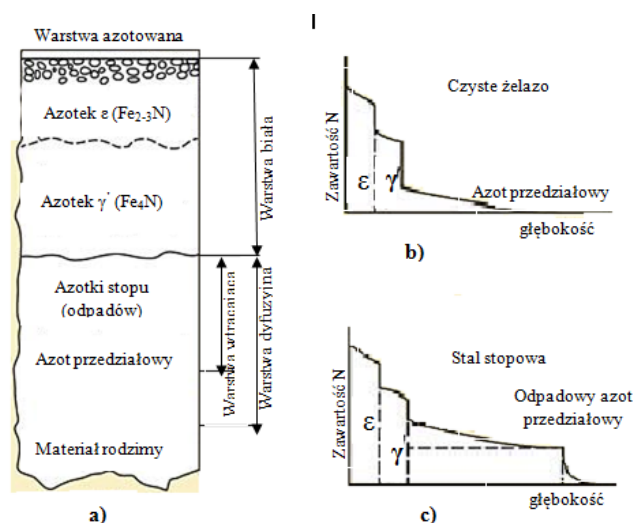 Warstwa azotowana
Azotek ε (Fe₂₋₃N)
Azotek γ' (Fe₄N)
Azotki stopu
(odpadów)
Azot przedziałowy
Materiał rodzimy
Warstwa biała
Warstwa wtrącająca
Warstwa dyfuzyjna
a)
Zawartość N
Czyste żelazo
ε
γ'
Azot przedziałowy
głębokość
b)
Zawartość N
Stal stopowa
Odpadowy azot
przedziałowy
ε
γ'
głębokość
c)